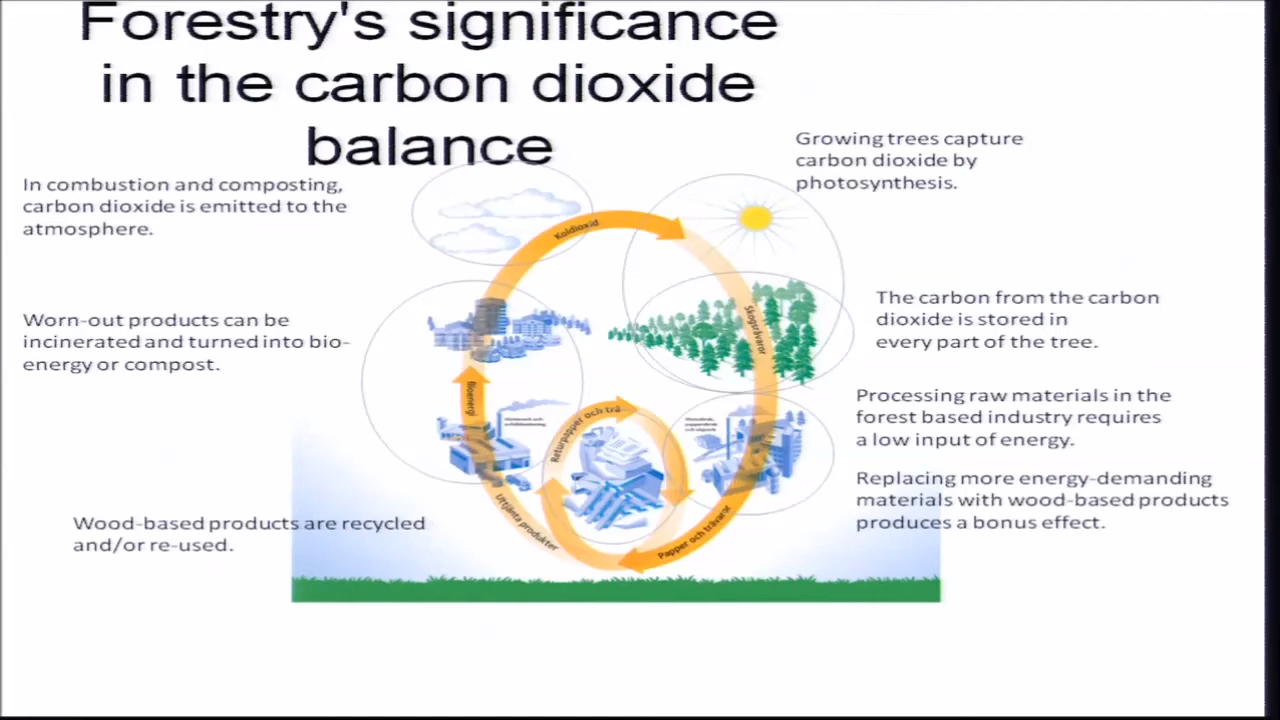 Forestry's significance
in the carbon dioxide
balance
Growing trees capture
carbon dioxide by
photosynthesis.
In combustion and composting,
carbon dioxide is emitted to the
atmosphere.
Koldioxid
The carbon from the carbon
dioxide is stored in
every part of the tree.
Skogsråvaror
Worn-out products can be
incinerated and turned into bio-
energy or compost.
Bioenergi
Processing raw materials in the
forest based industry requires
a low input of energy.
Returpapper och trä
Replacing more energy-demanding
materials with wood-based products
produces a bonus effect.
Uttjänta produkter
Papper och trävaror
Wood-based products are recycled
and/or re-used.